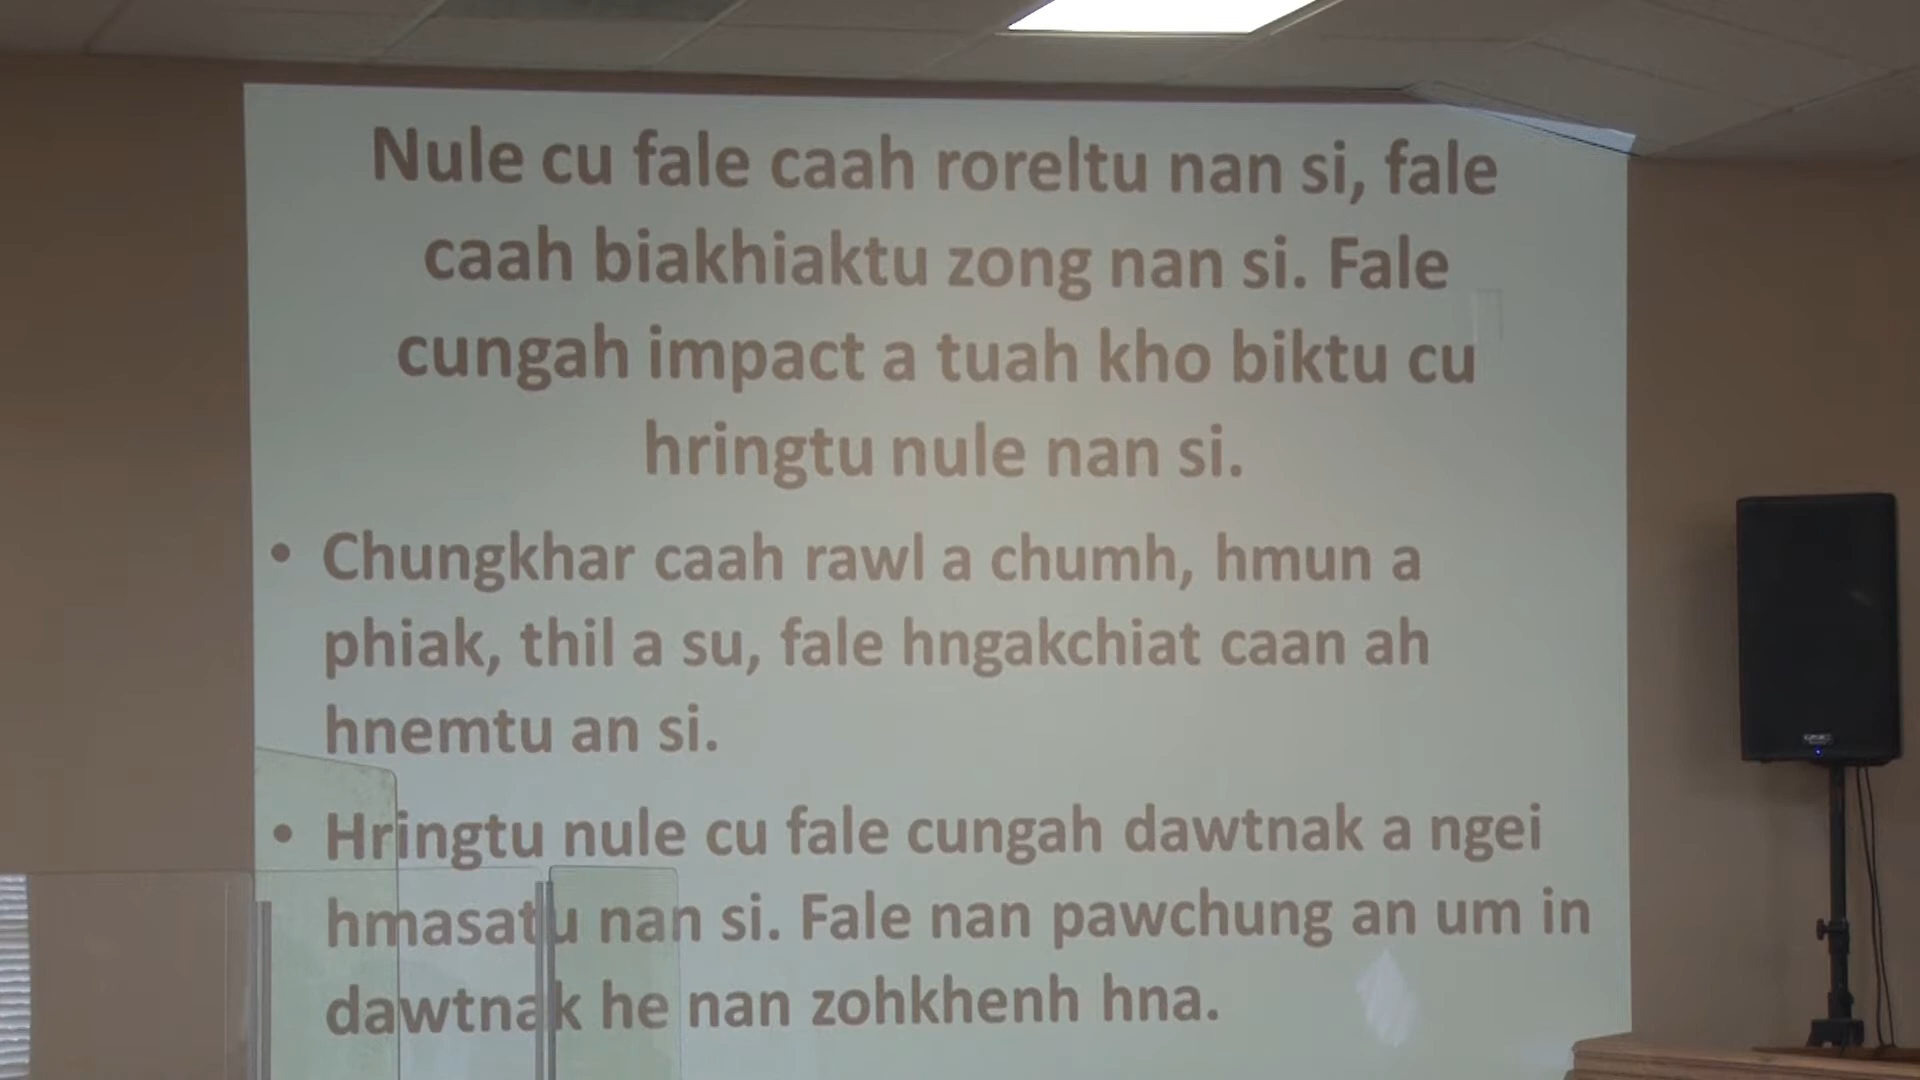 Nule cu fale caah roreltu nan si, fale
caah biakhiaktu zong nan si. Fale
cungah impact a tuah kho biktu cu
hringtu nule nan si.
• Chungkhar caah rawl a chumh, hmun a
phiak, thil a su, fale hngakchiat caan ah
hnemtu an si.
• Hringtu nule cu fale cungah dawtnak a ngei
hmasatu nan si. Fale nan pawchung an um in
dawtnak he nan zohkhenh hna.